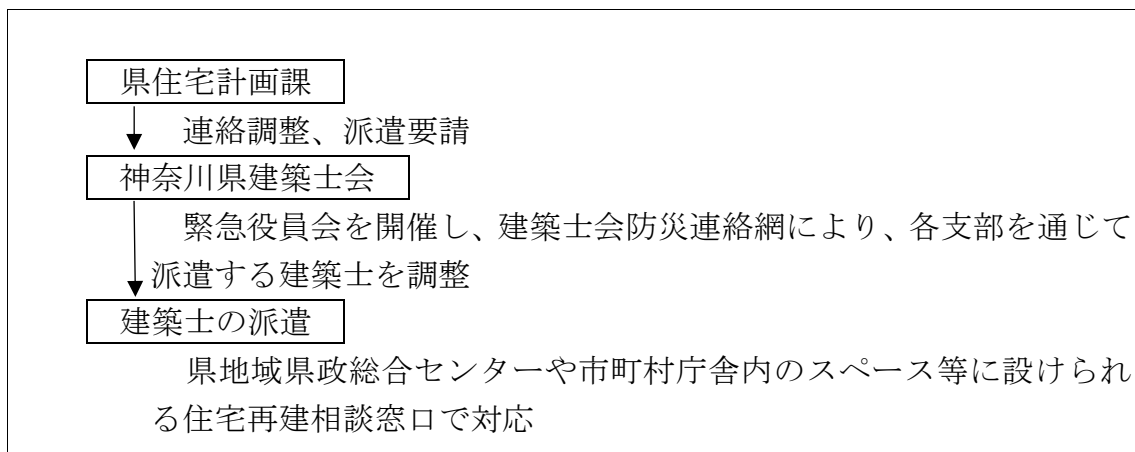 県住宅計画課
連絡調整、派遣要請
神奈川県建築士会
緊急役員会を開催し、建築士会防災連絡網により、各支部を通じて
派遣する建築士を調整
建築士の派遣
県地域県政総合センターや市町村庁舎内のスペース等に設けられ
る住宅再建相談窓口で対応